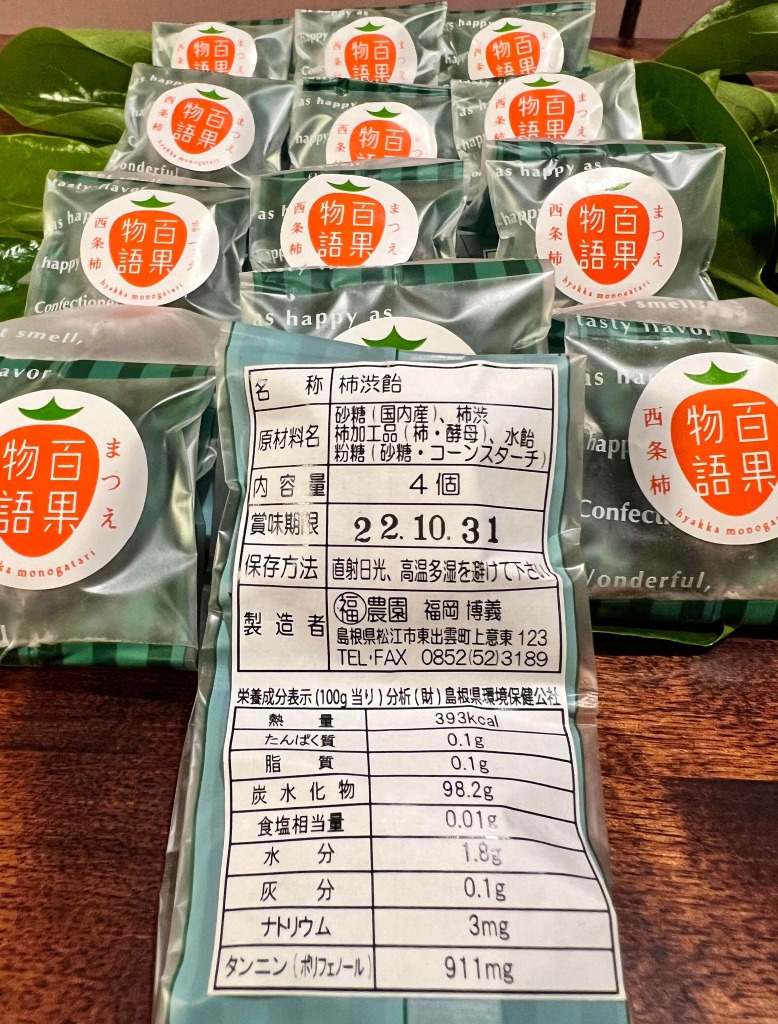 まつえ
百果
物語
西条柿
hyakka monogatari
as happy as
tasty flavor
as happy as
Wonderful,
名称 柿渋飴
原材料名 砂糖(国内産)、柿渋
柿加工品(柿・酵母)、水飴
粉糖(砂糖・コーンスターチ)
内容量 4個
賞味期限 22.10.31
保存方法 直射日光、高温多湿を避けて下さい
製造者 ㊞福農園 福岡 博義
島根県松江市東出雲町上意東123
TEL・FAX 0852(52)3189
栄養成分表示(100g当り)分析(財)島根県環境保健公社
熱量 393kcal
たんぱく質 0.1g
脂質 0.1g
炭水化物 98.2g
食塩相当量 0.01g
水分 1.8g
灰分 0.1g
ナトリウム 3mg
タンニン(ポリフェノール) 911mg